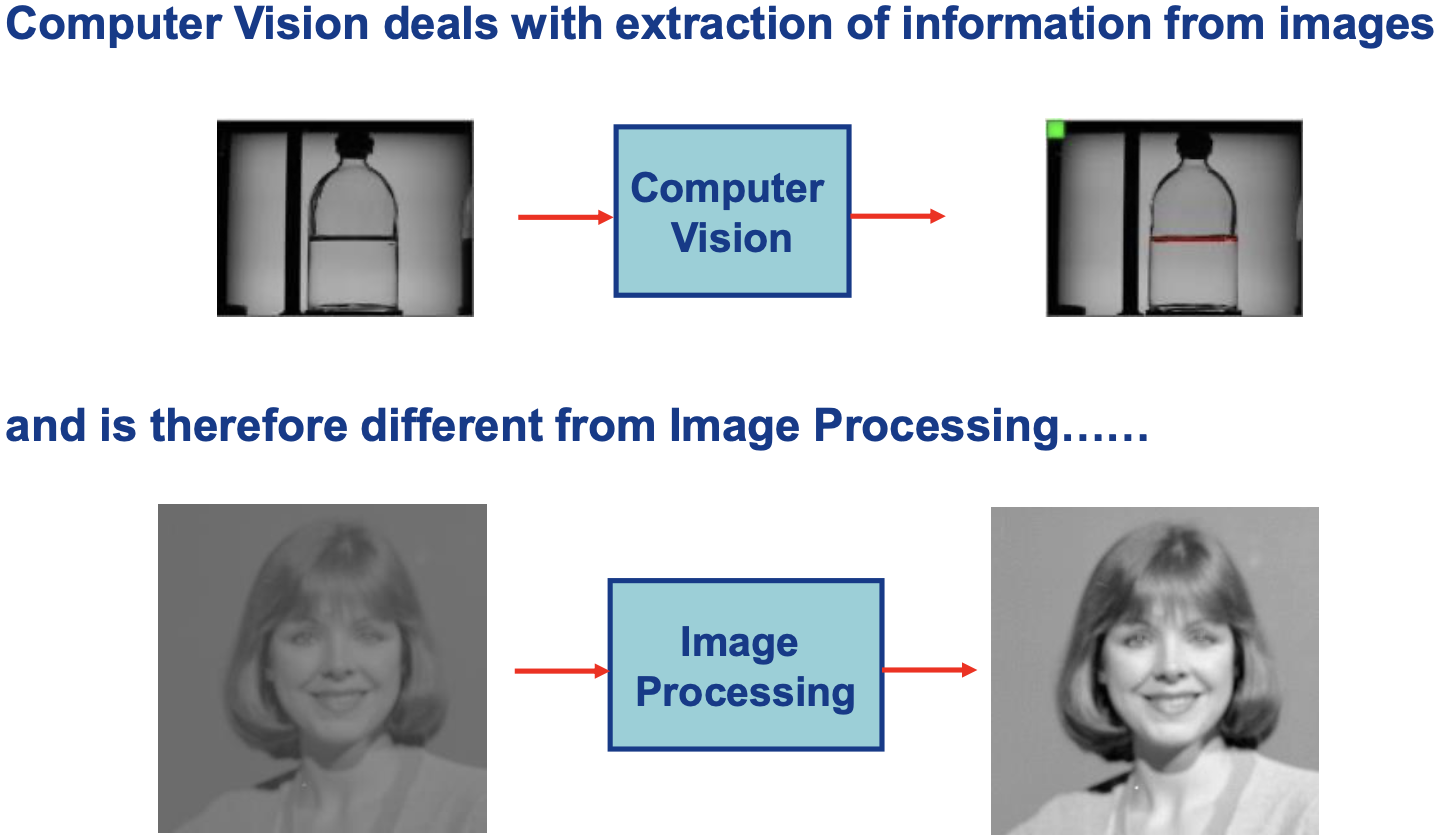 Computer Vision deals with extraction of information from images
Computer
Vision
and is therefore different from Image Processing……
Image
Processing